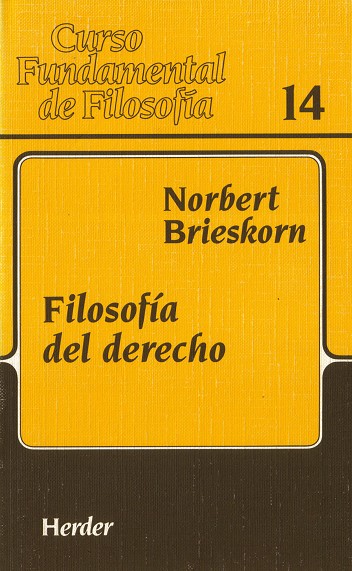 Curso
Fundamental
de Filosofía
14
Norbert
Brieskorn
Filosofía
del derecho
Herder